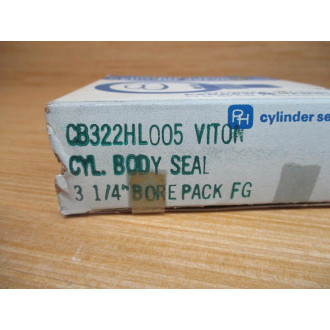 PH cylinder se
CB322HL005 VITON
CYL. BODY SEAL
3 1/4" BORE PACK FG